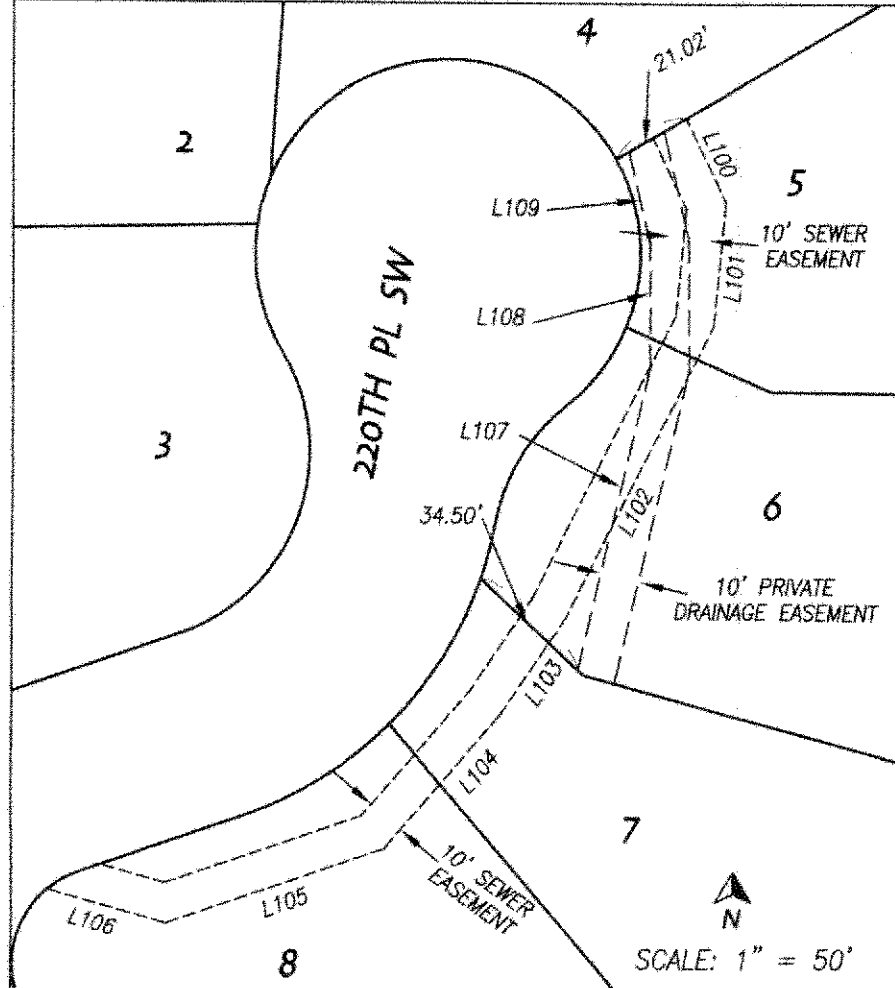 4
21.02'
2
L100
5
L109
10' SEWER
EASEMENT
L101
L108
220TH PL SW
3
L107
34.50'
L102
6
10' PRIVATE
DRAINAGE EASEMENT
L103
L104
7
10' SEWER
EASEMENT
L105
L106
8
N
SCALE: 1" = 50'